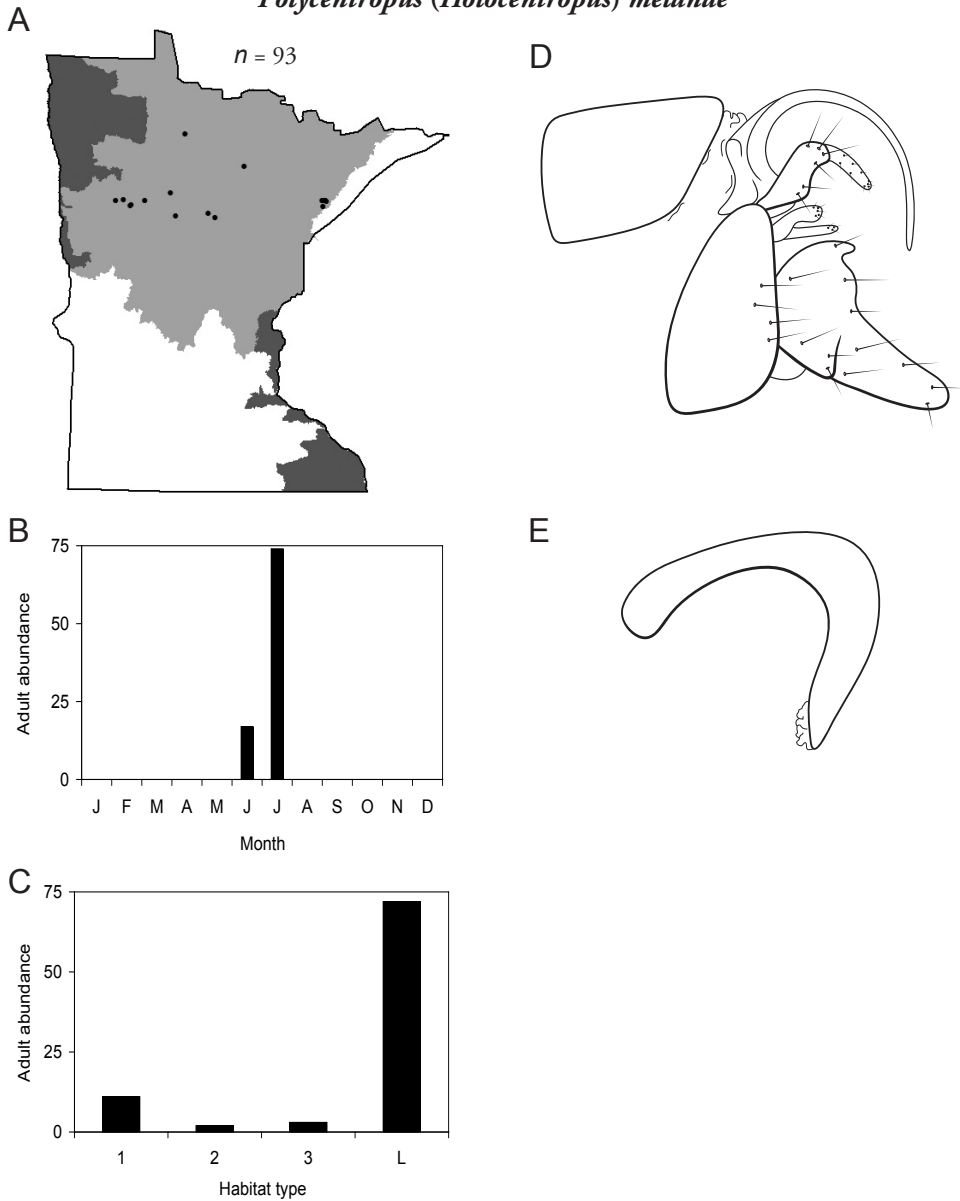 Polycentropus (Holocentropus) melanae
A
n = 93
D
B
75
50
25
0
Adult abundance
J F M A M J J A S O N D
Month
E
C
75
50
25
0
Adult abundance
1 2 3 L
Habitat type